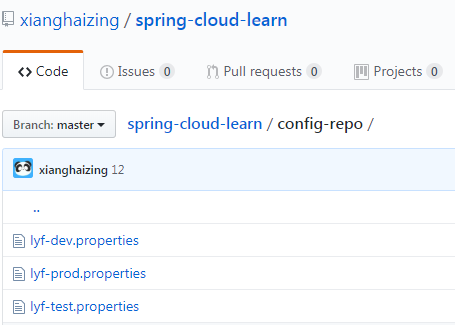 xianghaizing / spring-cloud-learn
Code Issues 0 Pull requests 0 Projects 0
Branch: master spring-cloud-learn / config-repo /
xianghaizing 12
..
lyf-dev.properties
lyf-prod.properties
lyf-test.properties